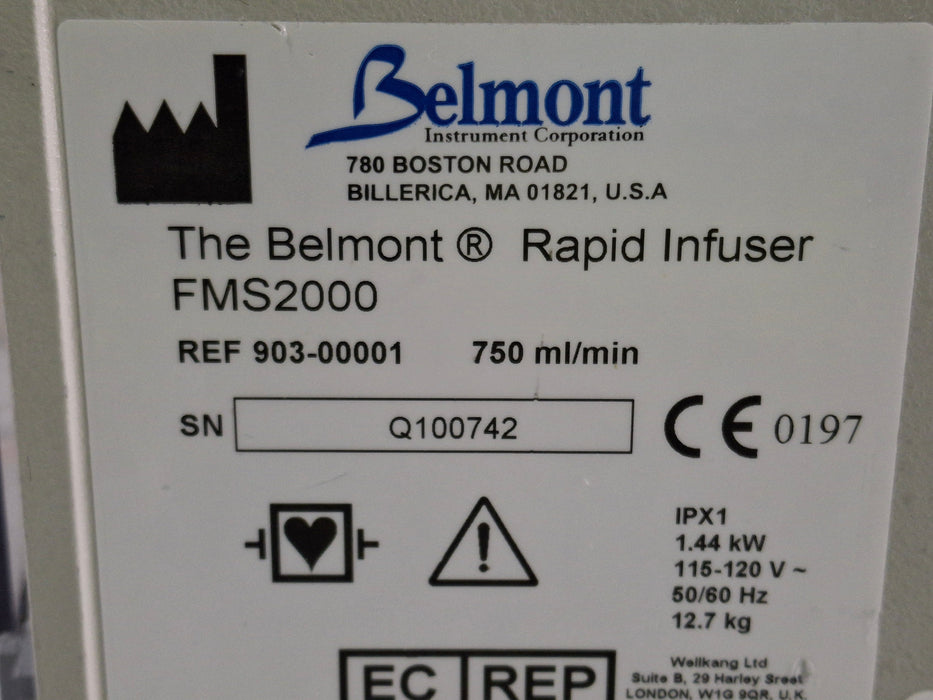 Belmont
Instrument Corporation
780 BOSTON ROAD
BILLERICA, MA 01821, U.S.A
The Belmont ® Rapid Infuser
FMS2000
REF 903-00001 750 ml/min
SN Q100742
CE 0197
IPX1
1.44 kW
115-120 V ~
50/60 Hz
12.7 kg
EC REP
Wellkang Ltd
Suite B, 29 Harley Street
LONDON, W1G 9QR, U.K.